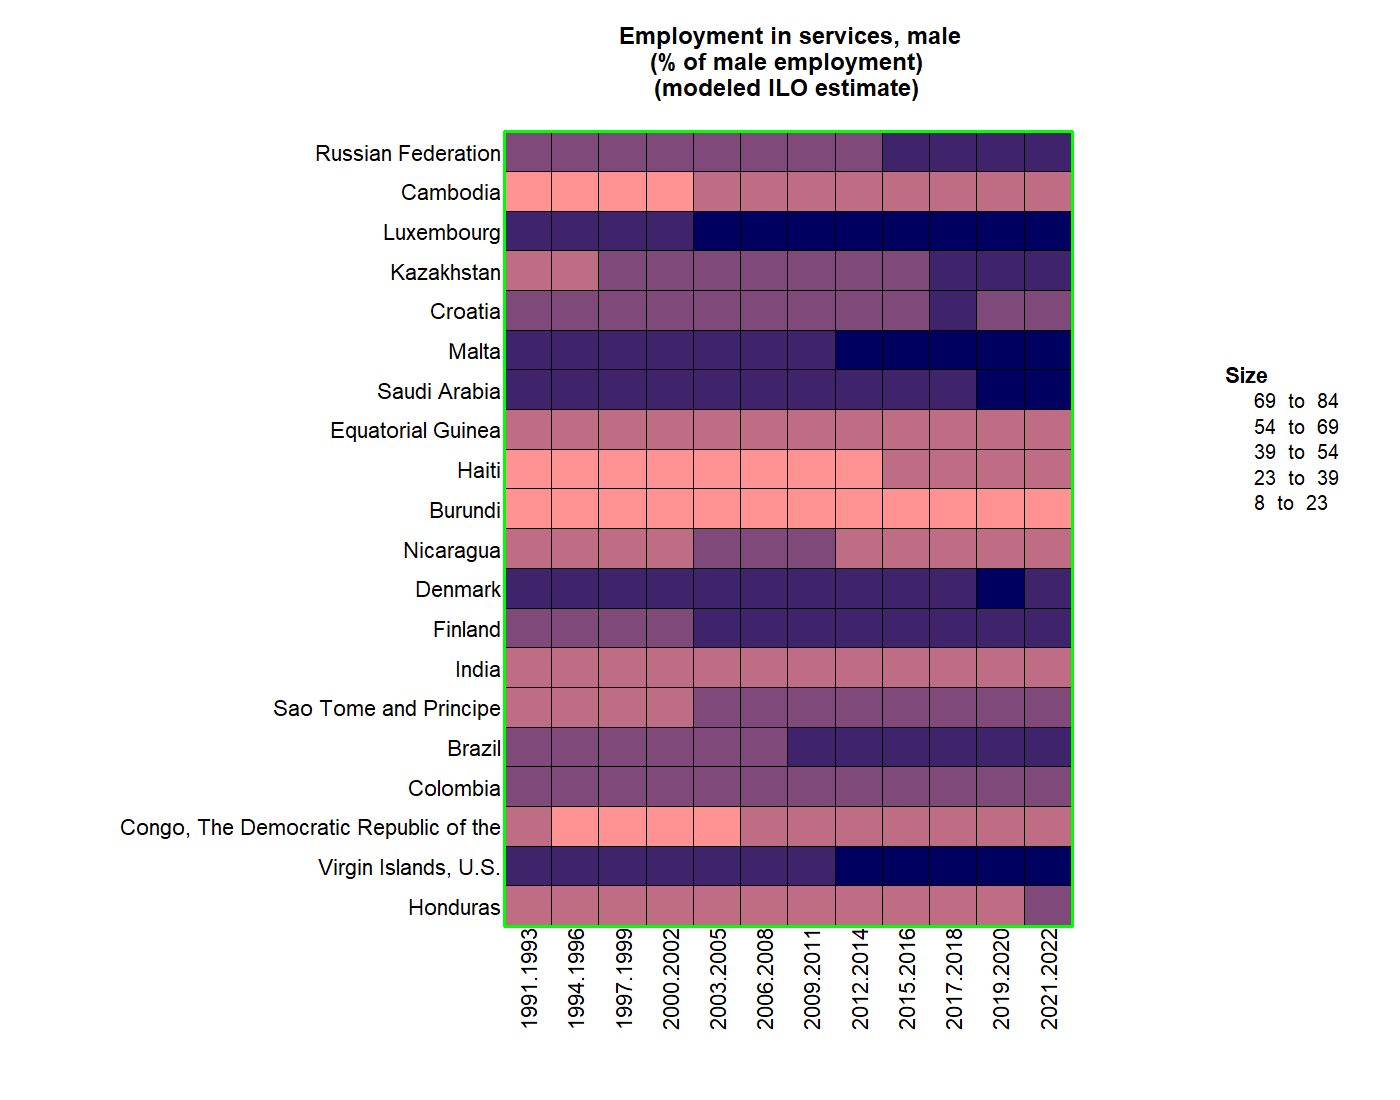 Employment in services, male
(% of male employment)
(modeled ILO estimate)
Russian Federation
Cambodia
Luxembourg
Kazakhstan
Croatia
Malta
Saudi Arabia
Equatorial Guinea
Haiti
Burundi
Nicaragua
Denmark
Finland
India
Sao Tome and Principe
Brazil
Colombia
Congo, The Democratic Republic of the
Virgin Islands, U.S.
Honduras
1991.1993
1994.1996
1997.1999
2000.2002
2003.2005
2006.2008
2009.2011
2012.2014
2015.2016
2017.2018
2019.2020
2021.2022
Size
69 to 84
54 to 69
39 to 54
23 to 39
8 to 23